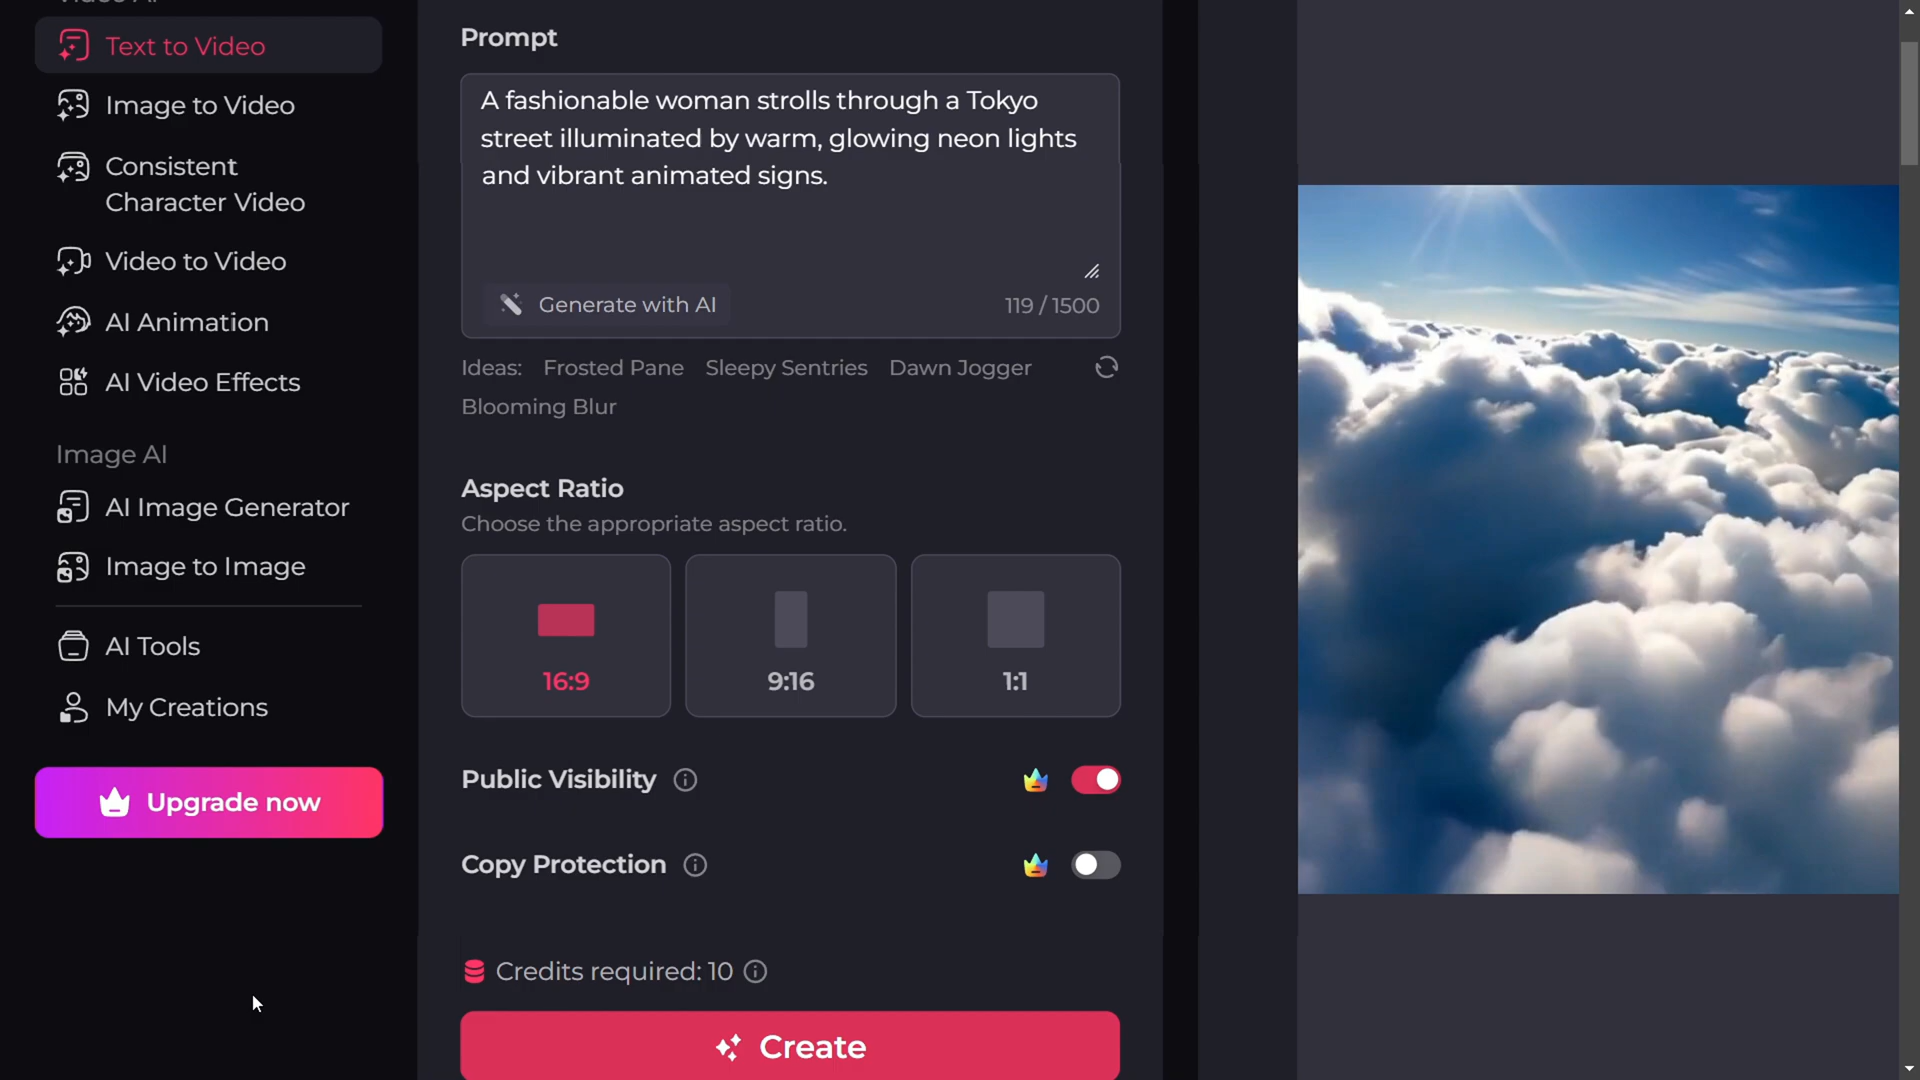 Text to Video
Image to Video
Consistent
Character Video
Video to Video
AI Animation
AI Video Effects
Image AI
AI Image Generator
Image to Image
AI Tools
My Creations
Upgrade now
Prompt
A fashionable woman strolls through a Tokyo
street illuminated by warm, glowing neon lights
and vibrant animated signs.
Generate with AI
119 / 1500
Ideas: Frosted Pane Sleepy Sentries Dawn Jogger
Blooming Blur
Aspect Ratio
Choose the appropriate aspect ratio.
16:9
9:16
1:1
Public Visibility
Copy Protection
Credits required: 10
Create